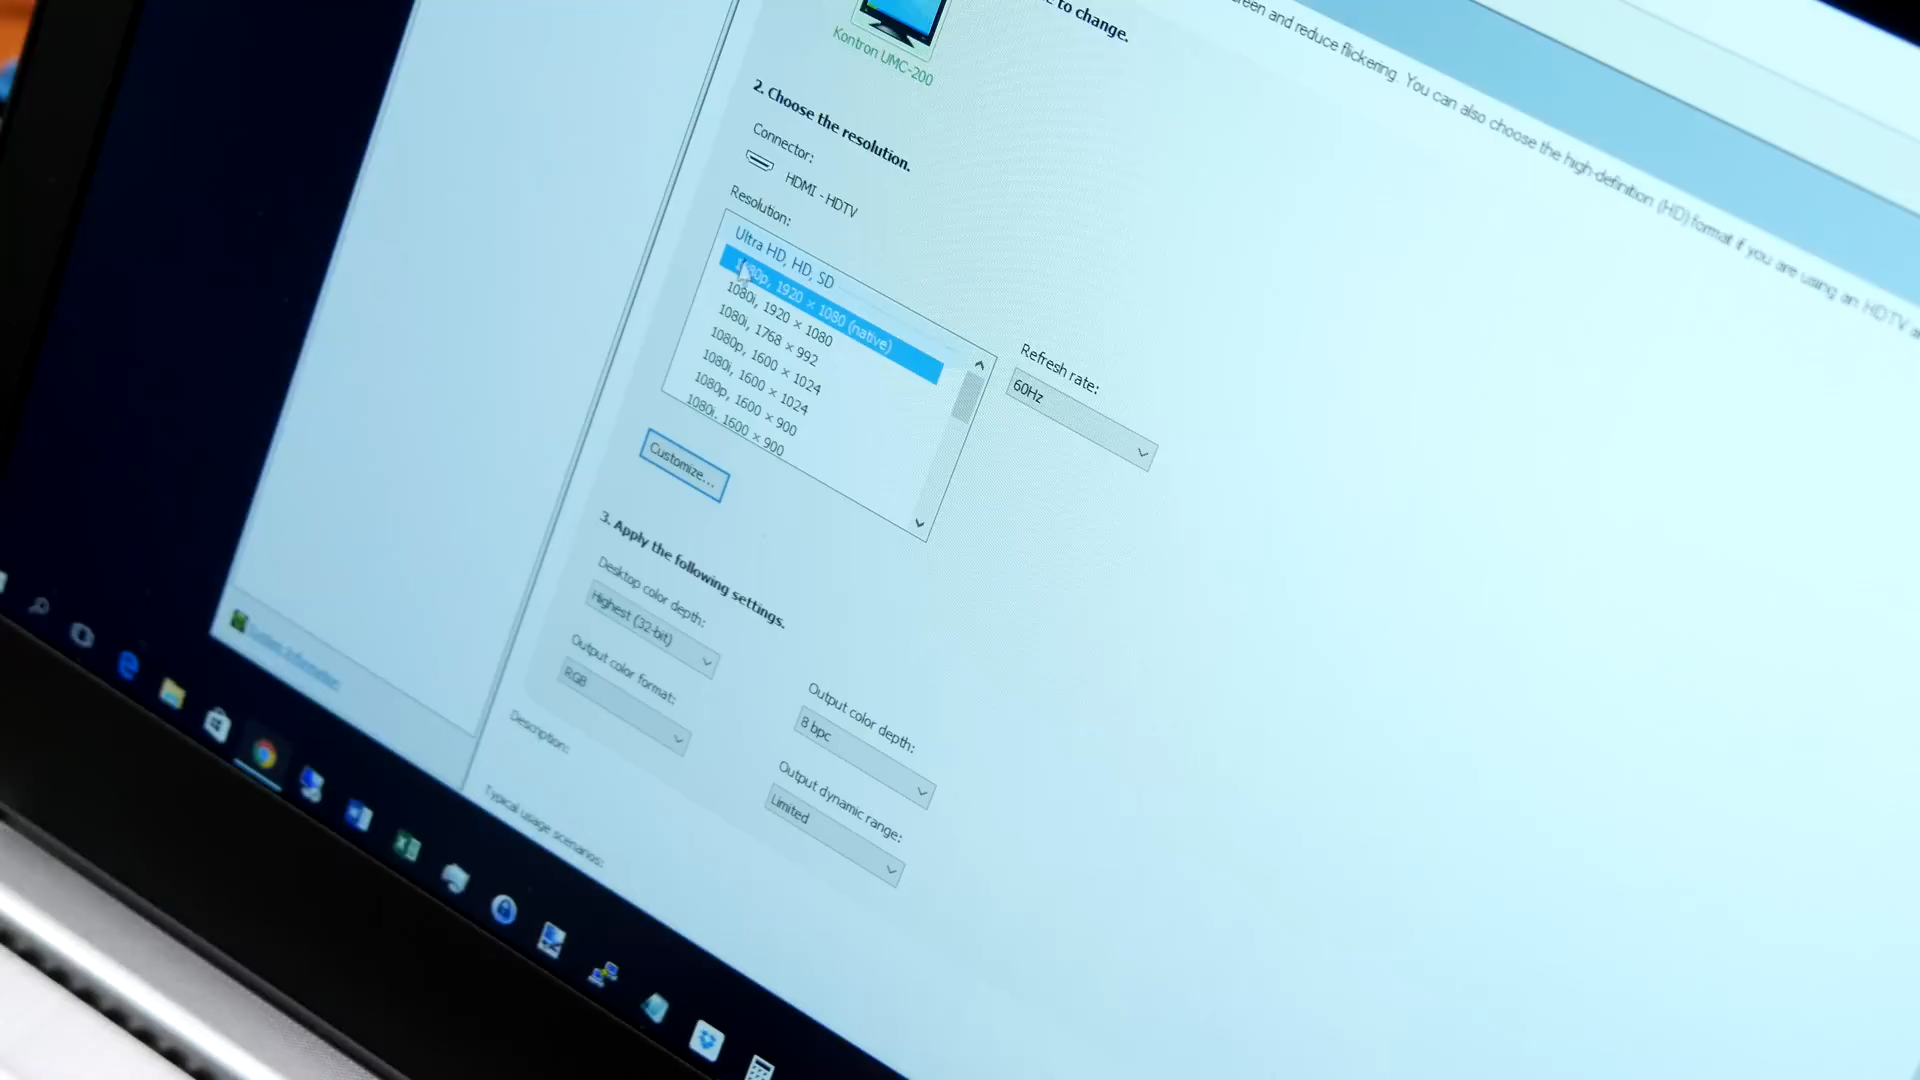 e to change.
reen and reduce flickering. You can also choose the high-definition (HD) format if you are using an HDTV
Kontron UMC-200
2. Choose the resolution.
Connector:
HDMI - HDTV
Resolution:
Ultra HD, HD, SD
1080p, 1920 × 1080 (native)
1080i, 1920 × 1080
1080i, 1768 × 992
1080p, 1600 × 1024
1080i, 1600 × 1024
1080p, 1600 × 900
1080i, 1600 × 900
Refresh rate:
60Hz
Customize...
3. Apply the following settings.
Desktop color depth:
Highest (32-bit)
Output color format:
RGB
Output color depth:
8 bpc
Output dynamic range:
Limited
System Information
Description:
Typical usage scenarios: